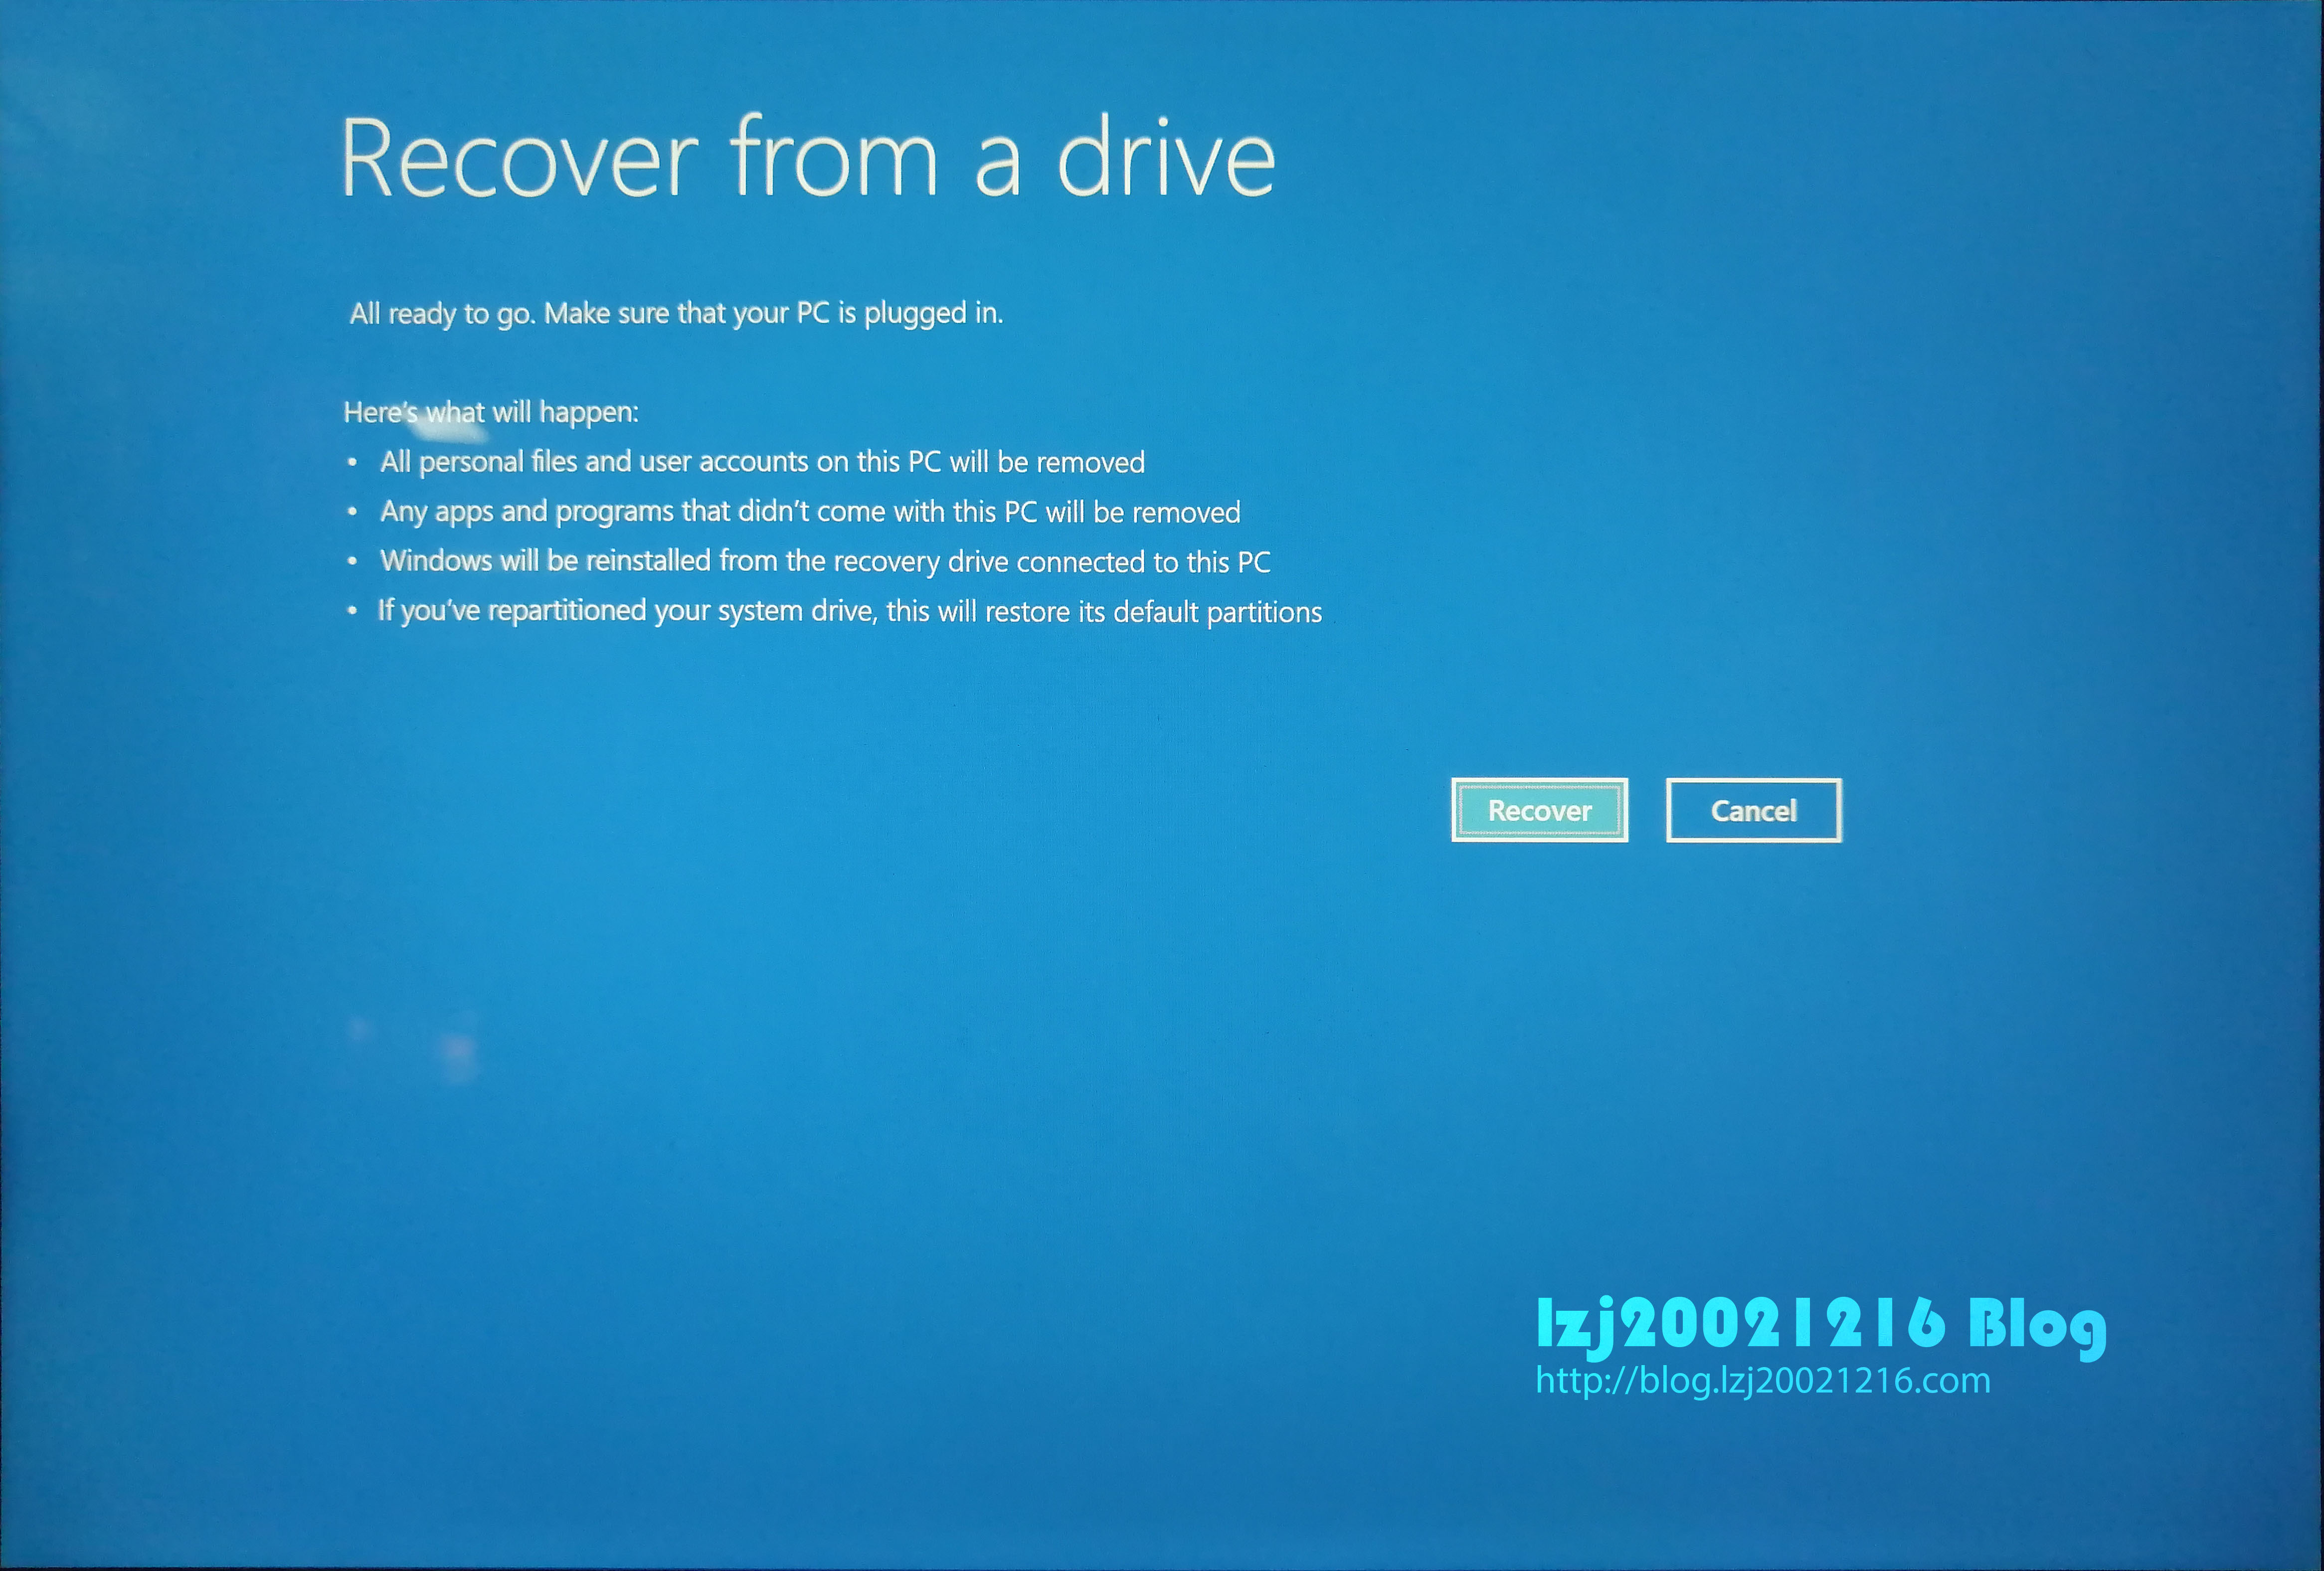 Recover from a drive
All ready to go. Make sure that your PC is plugged in.
Here's what will happen:
• All personal files and user accounts on this PC will be removed
• Any apps and programs that didn't come with this PC will be removed
• Windows will be reinstalled from the recovery drive connected to this PC
• If you've repartitioned your system drive, this will restore its default partitions
Recover Cancel
lzj20021216 Blog
http://blog.lzj20021216.com